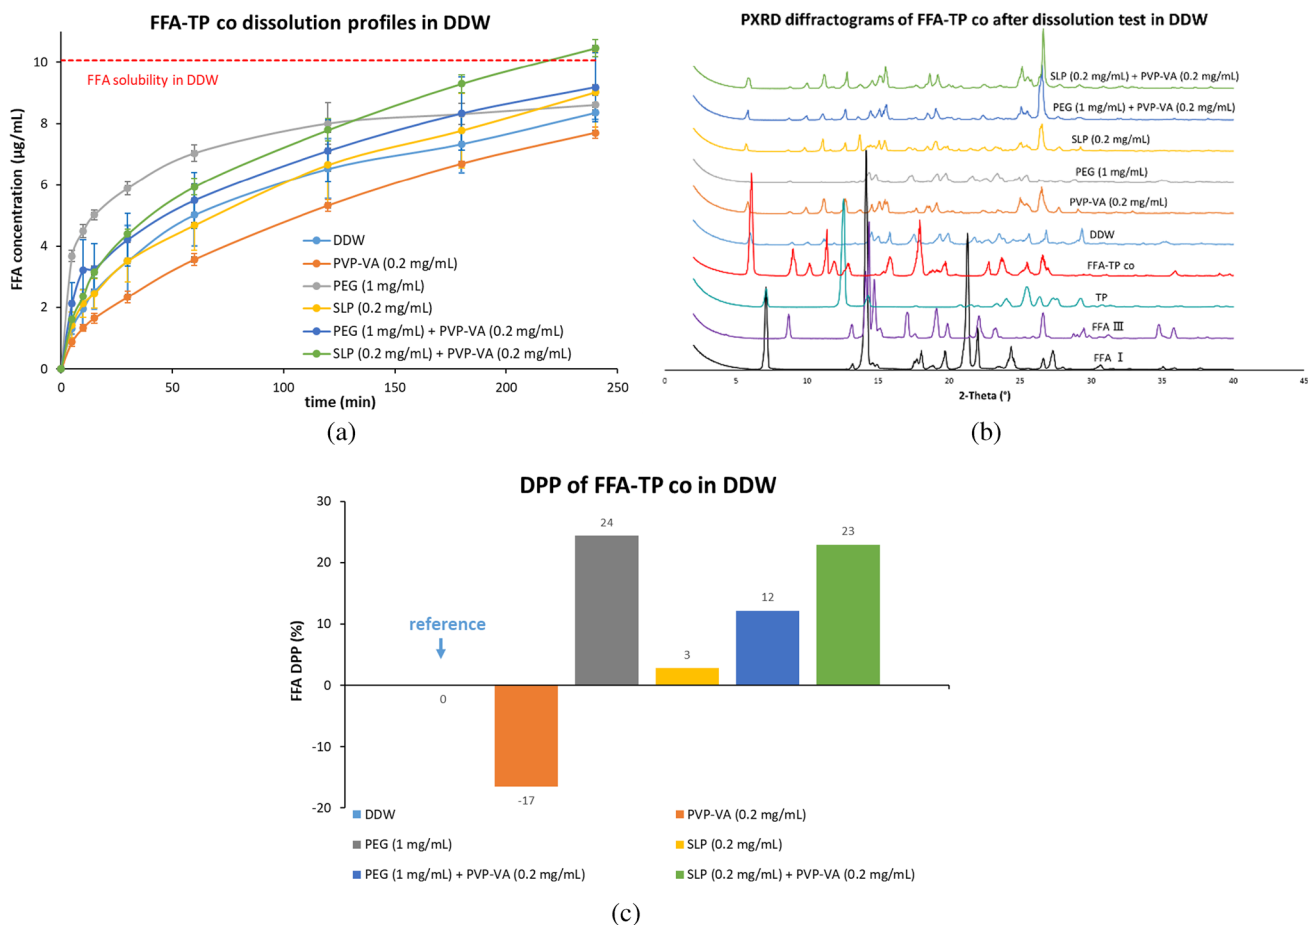 FFA-TP co dissolution profiles in DDW
FFA concentration (µg/mL)
10
8
6
4
2
0
FFA solubility in DDW
DDW
PVP-VA (0.2 mg/mL)
PEG (1 mg/mL)
SLP (0.2 mg/mL)
PEG (1 mg/mL) + PVP-VA (0.2 mg/mL)
SLP (0.2 mg/mL) + PVP-VA (0.2 mg/mL)
0 50 100 150 200 250
time (min)
(a)
PXRD diffractograms of FFA-TP co after dissolution test in DDW
SLP (0.2 mg/mL) + PVP-VA (0.2 mg/mL)
PEG (1 mg/mL) + PVP-VA (0.2 mg/mL)
SLP (0.2 mg/mL)
PEG (1 mg/mL)
PVP-VA (0.2 mg/mL)
DDW
FFA-TP co
TP
FFA III
FFA I
0 5 10 15 20 25 30 35 40 45
2-Theta (°)
(b)
DPP of FFA-TP co in DDW
FFA DPP (%)
30
20
10
0
-10
-20
reference
0
-17
24
3
12
23
DDW
PVP-VA (0.2 mg/mL)
PEG (1 mg/mL)
SLP (0.2 mg/mL)
PEG (1 mg/mL) + PVP-VA (0.2 mg/mL)
SLP (0.2 mg/mL) + PVP-VA (0.2 mg/mL)
(c)